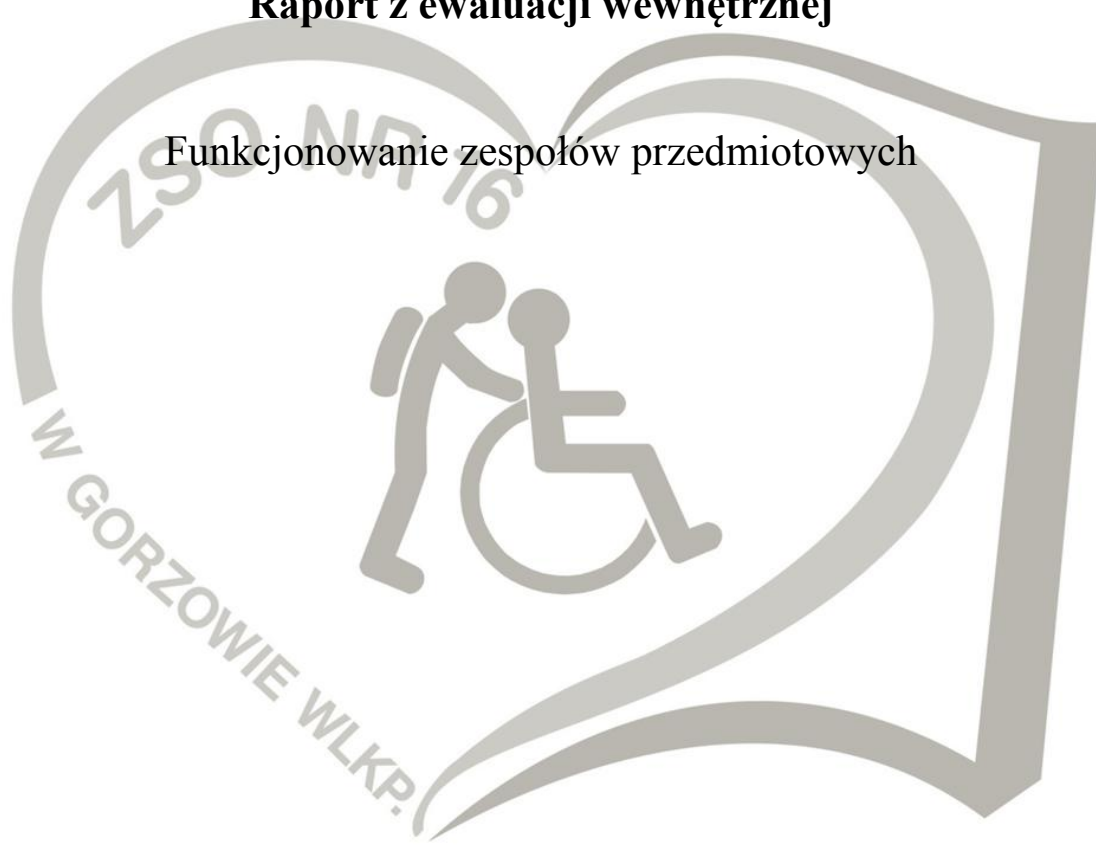 Raport z ewaluacji wewnętrznej
Funkcjonowanie zespołów przedmiotowych
ZSO NR 16
W GORZOWIE WLKP.